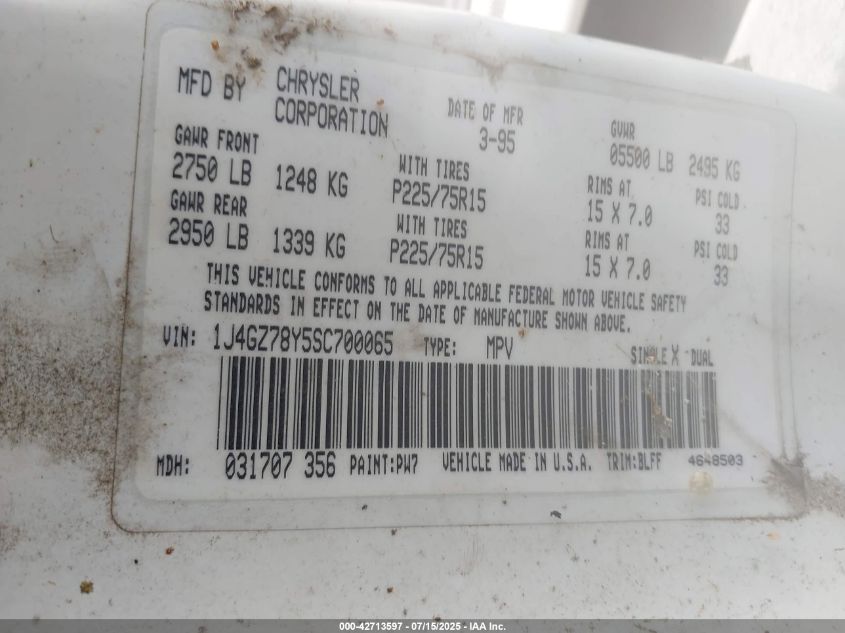 MFD BY CHRYSLER CORPORATION DATE OF MFR 3-95 GVWR 05500 LB 2495 KG
GAWR FRONT WITH TIRES RIMS AT PSI COLD
2750 LB 1248 KG P225/75R15 15 X 7.0 33
GAWR REAR WITH TIRES RIMS AT PSI COLD
2950 LB 1339 KG P225/75R15 15 X 7.0 33
THIS VEHICLE CONFORMS TO ALL APPLICABLE FEDERAL MOTOR VEHICLE SAFETY
STANDARDS IN EFFECT ON THE DATE OF MANUFACTURE SHOWN ABOVE.
VIN: 1J4GZ78Y5SC700065 TYPE: MPV SINGLE X DUAL
MDH: 031707 356 PAINT:PW7 VEHICLE MADE IN U.S.A. TRIM:BLFF 4648503
000-42713597 - 07/15/2025 - IAA Inc.